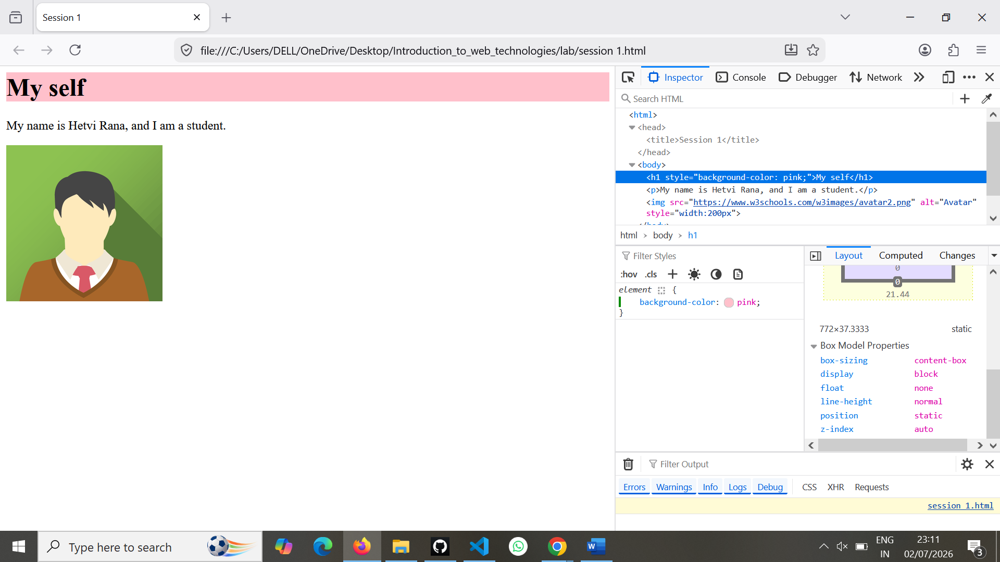 Session 1
file:///C:/Users/DELL/OneDrive/Desktop/Introduction_to_web_technologies/lab/session 1.html
My self
My name is Hetvi Rana, and I am a student.
Inspector
Console
Debugger
Network
Search HTML
<html>
<head>
<title>Session 1</title>
</head>
<body>
<h1 style="background-color: pink;">My self</h1>
<p>My name is Hetvi Rana, and I am a student.</p>
<img src="https://www.w3schools.com/w3images/avatar2.png" alt="Avatar"
style="width:200px">
</body>
html > body > h1
Filter Styles
:hov .cls
element {
background-color: pink;
}
Layout Computed Changes
0
0
21.44
772×37.3333 static
Box Model Properties
box-sizing content-box
display block
float none
line-height normal
position static
z-index auto
Filter Output
Errors Warnings Info Logs Debug CSS XHR Requests
session 1.html
Type here to search
ENG
IN
23:11
02/07/2026
3